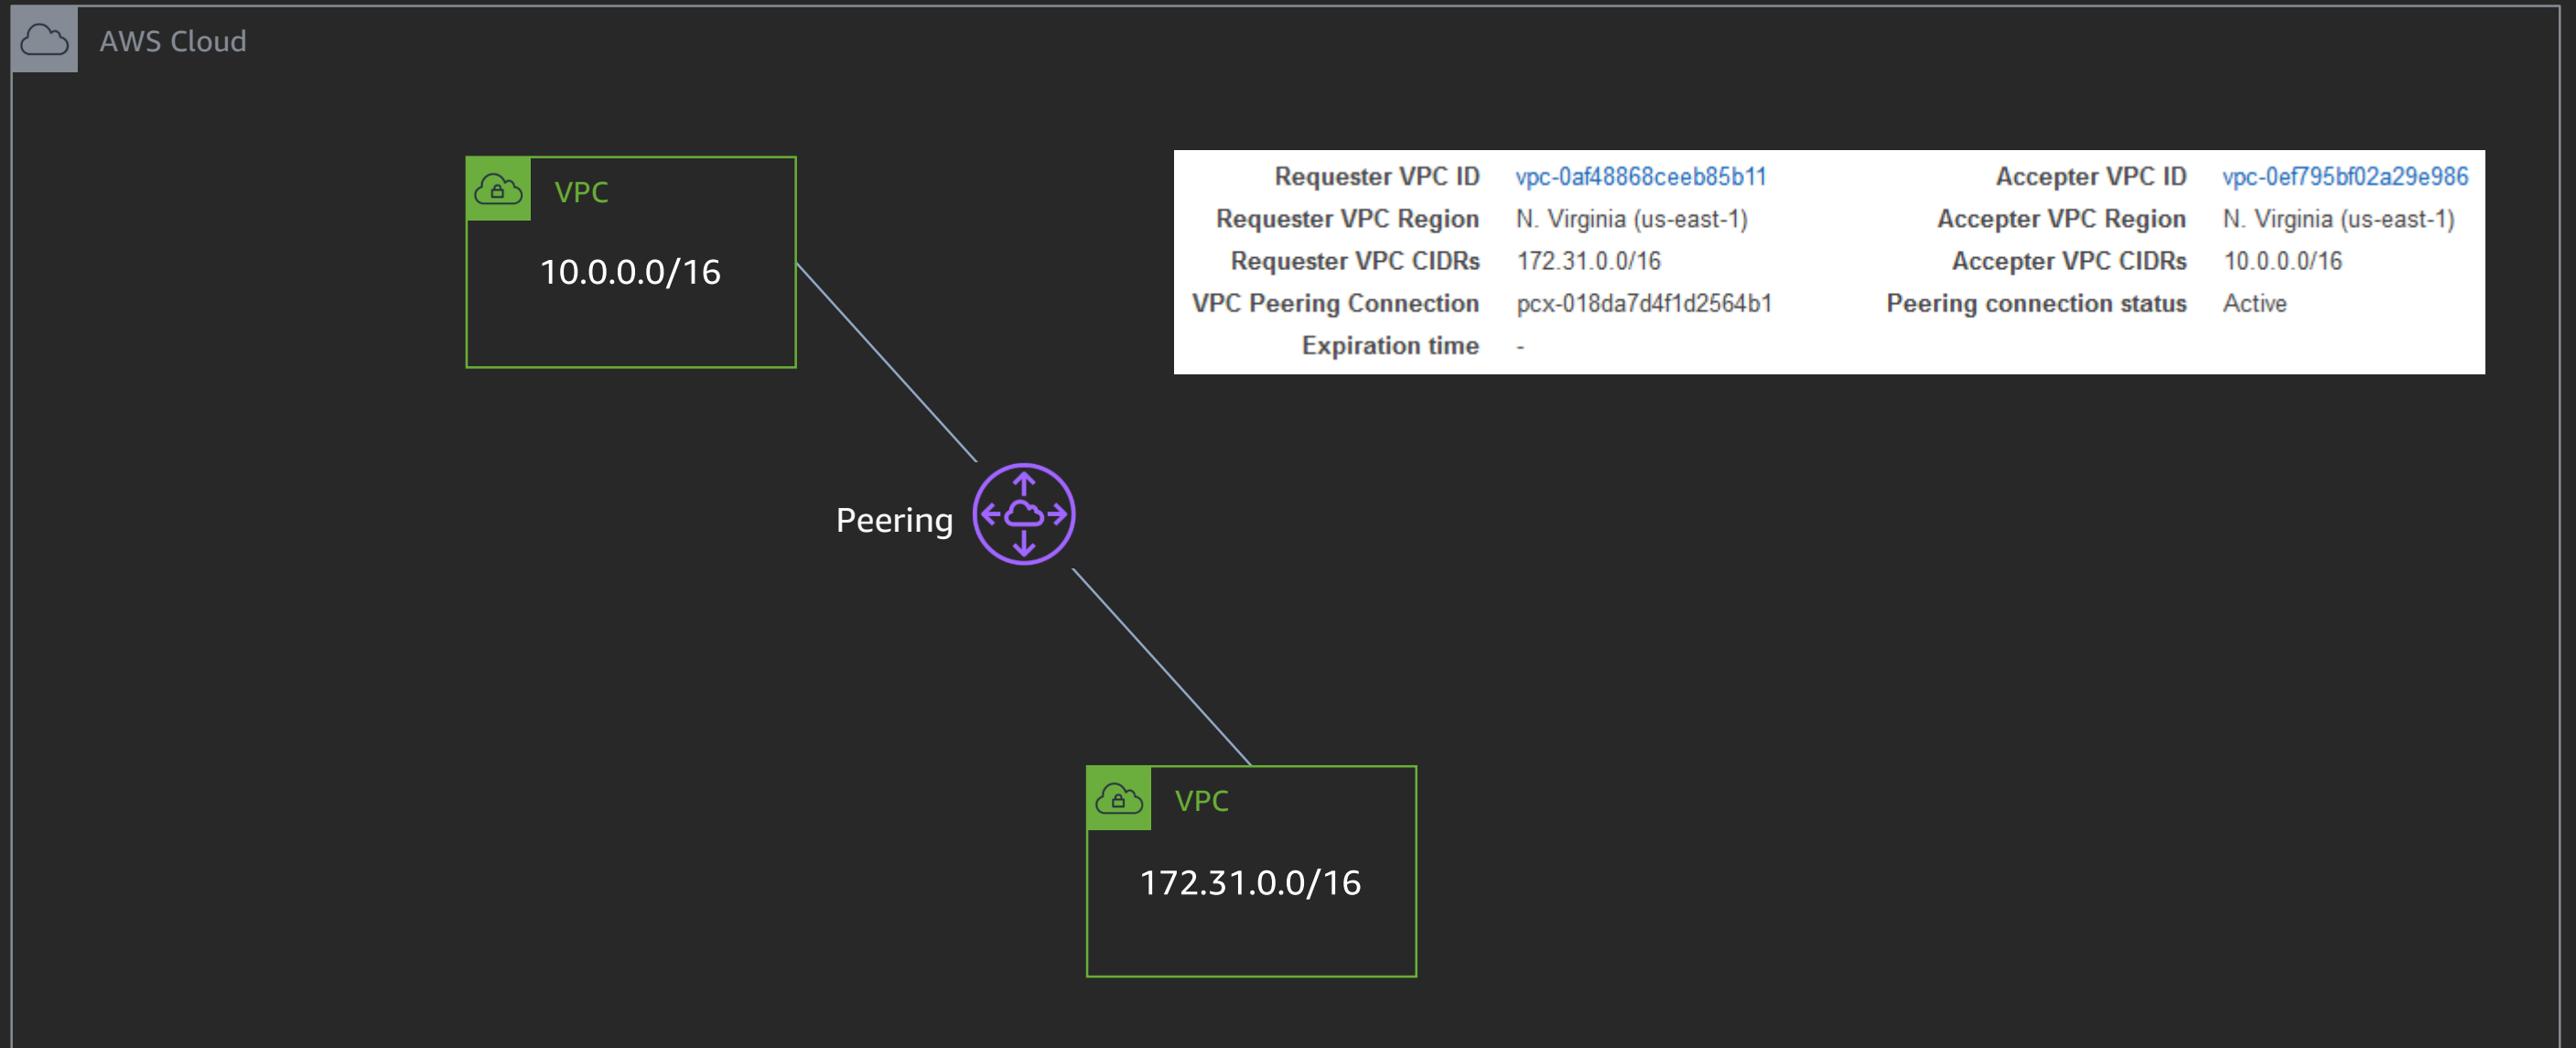 AWS Cloud
VPC
10.0.0.0/16
Requester VPC ID vpc-0af48868ceeb85b11 Accepter VPC ID vpc-0ef795bf02a29e986
Requester VPC Region N. Virginia (us-east-1) Accepter VPC Region N. Virginia (us-east-1)
Requester VPC CIDRs 172.31.0.0/16 Accepter VPC CIDRs 10.0.0.0/16
VPC Peering Connection pcx-018da7d4f1d2564b1 Peering connection status Active
Expiration time -
Peering
VPC
172.31.0.0/16